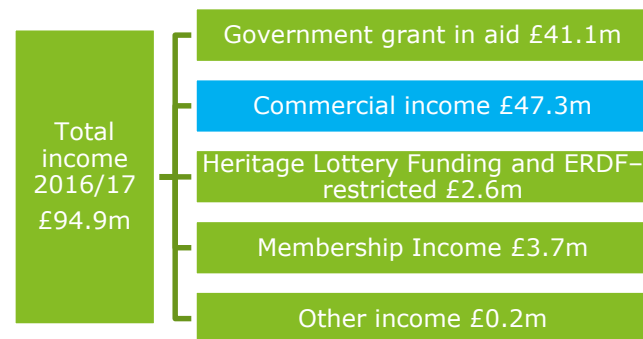 Total
income
2016/17
£94.9m
Government grant in aid £41.1m
Commercial income £47.3m
Heritage Lottery Funding and ERDF–
restricted £2.6m
Membership Income £3.7m
Other income £0.2m